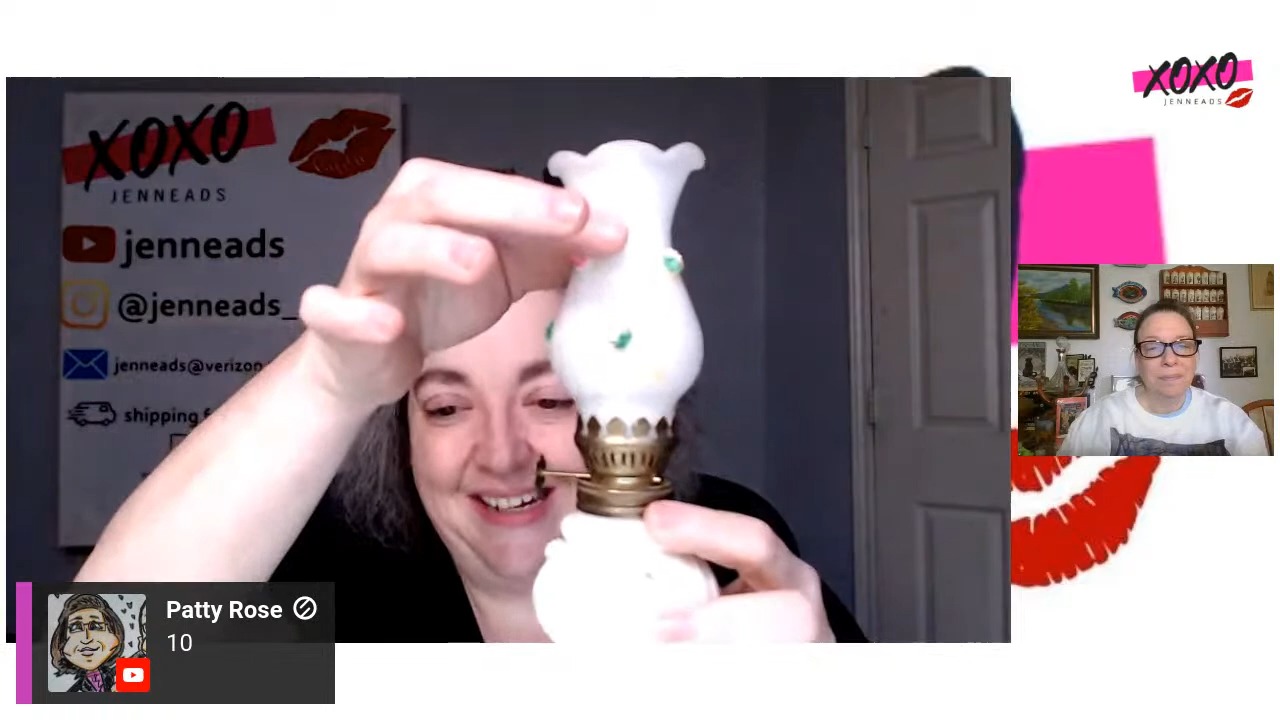 XOXO
JENNEADS
XOXO
JENNEADS
jenneads
@jenneads_
jenneads@verizon
shipping
Patty Rose
10